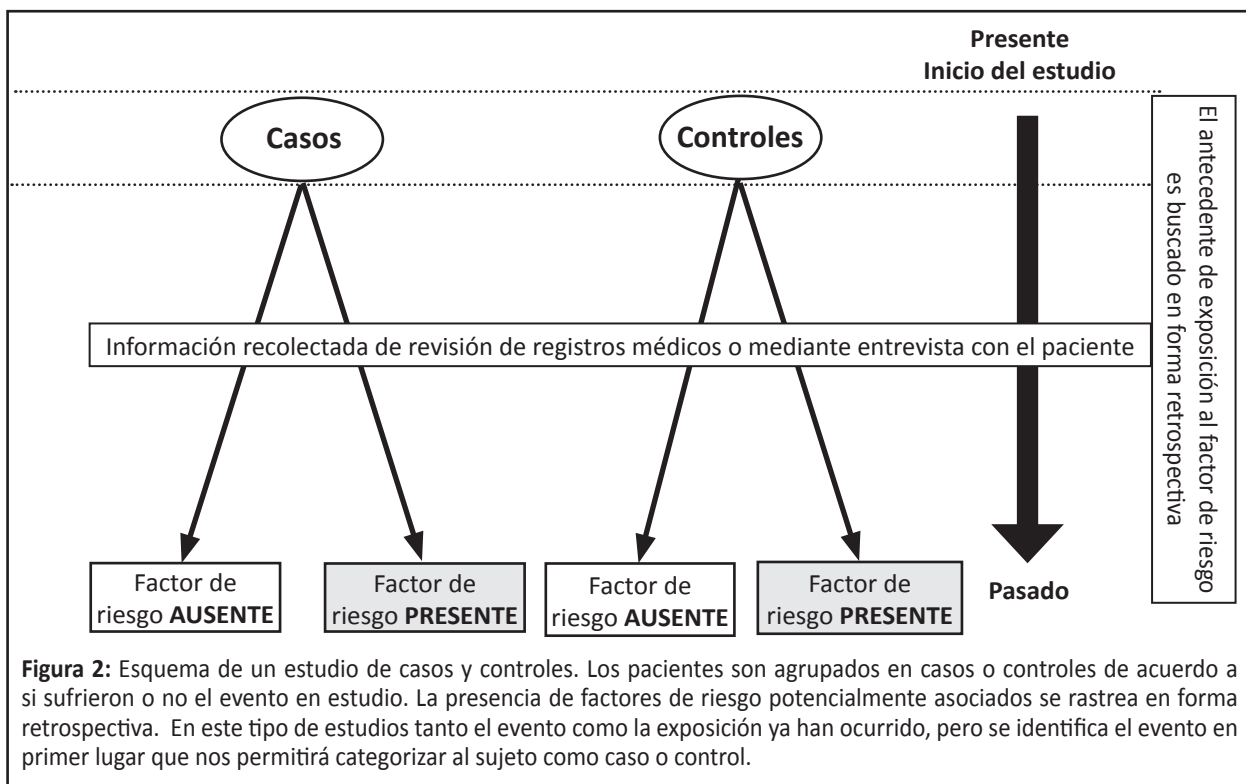 Presente
Inicio del estudio
Casos
Controles
El antecedente de exposición al factor de riesgo
es buscado en forma retrospectiva
Información recolectada de revisión de registros médicos o mediante entrevista con el paciente
Factor de
riesgo AUSENTE
Factor de
riesgo PRESENTE
Factor de
riesgo AUSENTE
Factor de
riesgo PRESENTE
Pasado
Figura 2: Esquema de un estudio de casos y controles. Los pacientes son agrupados en casos o controles de acuerdo a
si sufrieron o no el evento en estudio. La presencia de factores de riesgo potencialmente asociados se rastrea en forma
retrospectiva. En este tipo de estudios tanto el evento como la exposición ya han ocurrido, pero se identifica el evento en
primer lugar que nos permitirá categorizar al sujeto como caso o control.